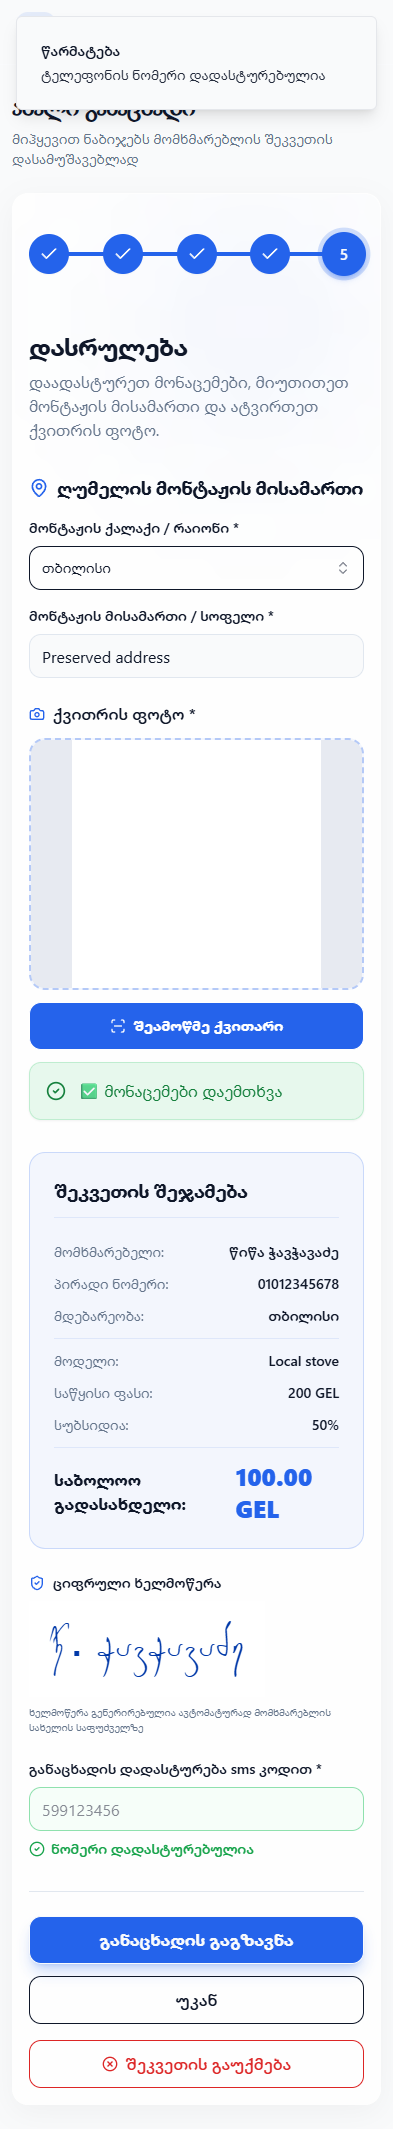 წარმატება
ტელეფონის ნომერი დადასტურებულია
ახალი განაცხადი
მიჰყევით ნაბიჯებს მომხმარებლის შეკვეთის
დასამუშავებლად
5
დასრულება
დაადასტურეთ მონაცემები, მიუთითეთ
მონტაჟის მისამართი და ატვირთეთ
ქვითრის ფოტო.
ღუმელის მონტაჟის მისამართი
მონტაჟის ქალაქი / რაიონი *
თბილისი
მონტაჟის მისამართი / სოფელი *
Preserved address
ქვითრის ფოტო *
შეამოწმე ქვითარი
✅ მონაცემები დაემთხვა
შეკვეთის შეჯამება
მომხმარებელი: წიწა ჭავჭავაძე
პირადი ნომერი: 01012345678
მდებარეობა: თბილისი
მოდელი: Local stove
საწყისი ფასი: 200 GEL
სუბსიდია: 50%
საბოლოო
გადასახდელი:
100.00
GEL
ციფრული ხელმოწერა
წ. ჭავჭავაძე
ხელმოწერა გენერირებულია ავტომატურად მომხმარებლის
სახელის საფუძველზე
განაცხადის დადასტურება sms კოდით *
599123456
ნომერი დადასტურებულია
განაცხადის გაგზავნა
უკან
შეკვეთის გაუქმება